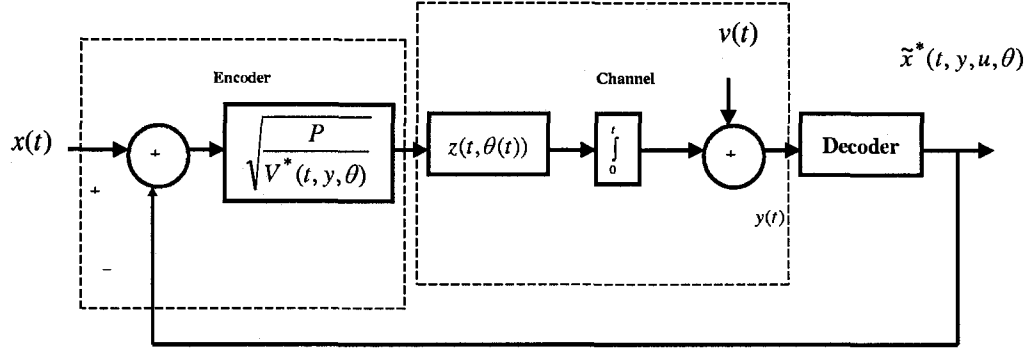 v(t)
x̃*(t, y, u, θ)
Encoder
Channel
x(t)
+
√(P / V*(t, y, θ))
z(t, θ(t))
∫₀ᵗ
+
Decoder
+
y(t)
−